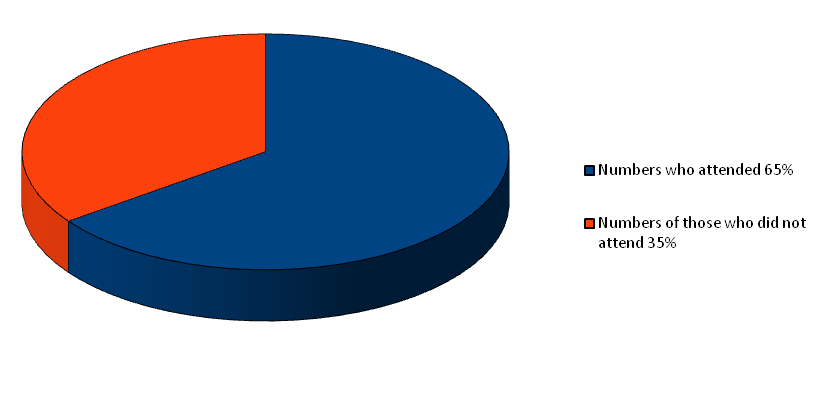 Numbers who attended 65%
Numbers of those who did not
attend 35%